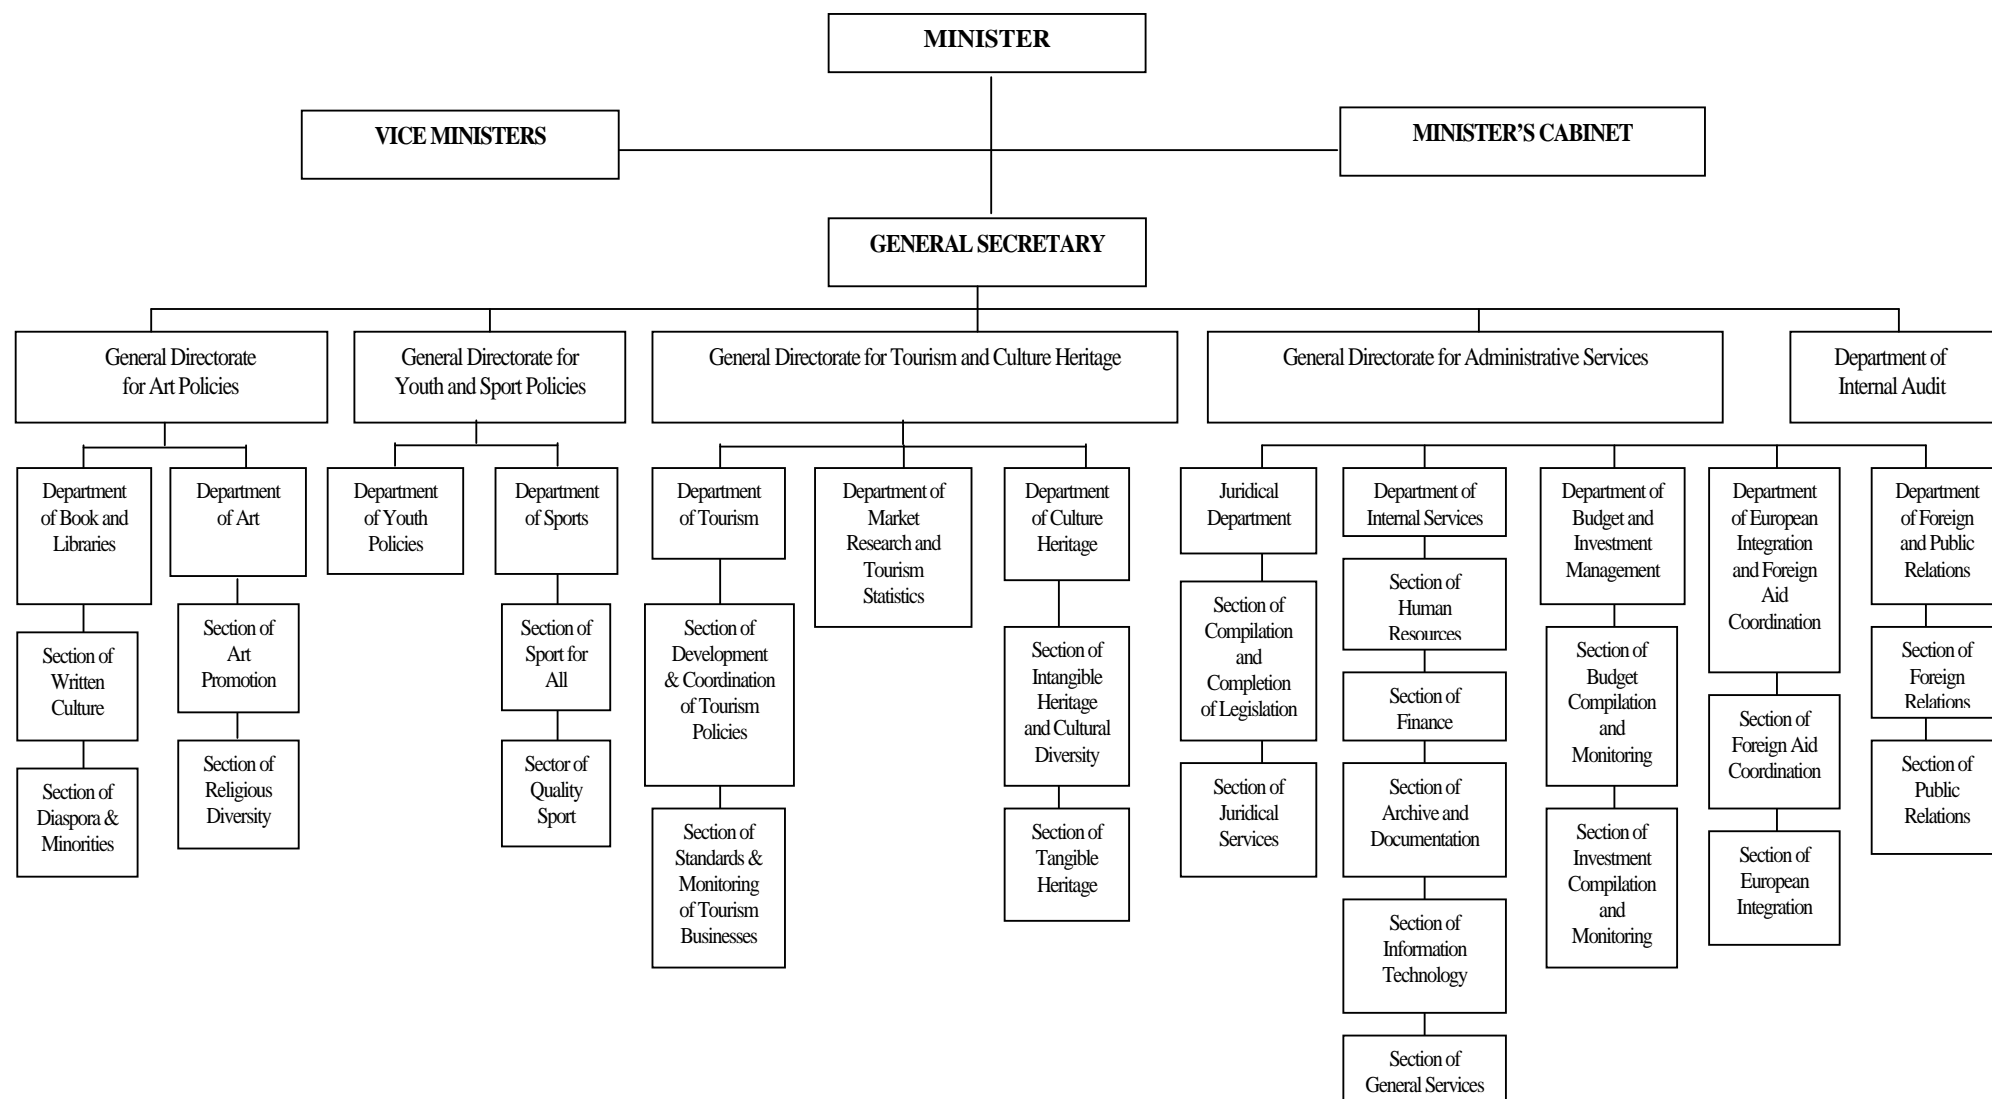 MINISTER
VICE MINISTERS
MINISTER'S CABINET
GENERAL SECRETARY
General Directorate
for Art Policies
General Directorate for
Youth and Sport Policies
General Directorate for Tourism and Culture Heritage
General Directorate for Administrative Services
Department of
Internal Audit
Department
of Book and
Libraries
Department
of Art
Department
of Youth
Policies
Department
of Sports
Department
of Tourism
Department of
Market
Research and
Tourism
Statistics
Department
of Culture
Heritage
Juridical
Department
Department of
Internal Services
Department of
Budget and
Investment
Management
Department
of European
Integration
and Foreign
Aid
Coordination
Department
of Foreign
and Public
Relations
Section of
Written
Culture
Section of
Art
Promotion
Section of
Sport for
All
Section of
Development
& Coordination
of Tourism
Policies
Section of
Intangible
Heritage
and Cultural
Diversity
Section of
Compilation
and
Completion
of Legislation
Section of
Human
Resources
Section of
Finance
Section of
Budget
Compilation
and
Monitoring
Section of
Foreign Aid
Coordination
Section of
Foreign
Relations
Section of
Diaspora &
Minorities
Section of
Religious
Diversity
Sector of
Quality
Sport
Section of
Standards &
Monitoring
of Tourism
Businesses
Section of
Tangible
Heritage
Section of
Juridical
Services
Section of
Archive and
Documentation
Section of
Investment
Compilation
and
Monitoring
Section of
European
Integration
Section of
Public
Relations
Section of
Information
Technology
Section of
General Services